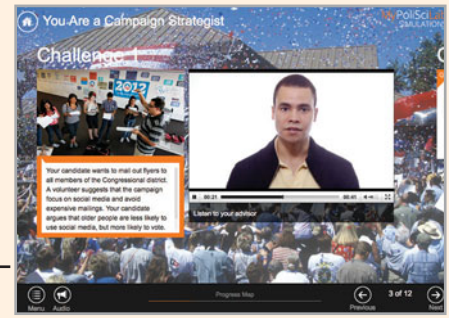 You Are a Campaign Strategist
MyPoliSciLab
SIMULATION
Challenge 1
2012
Your candidate wants to mail out flyers to
all members of the Congressional district.
A volunteer suggests that the campaign
focus on social media and avoid
expensive mailings. Your candidate
argues that older people are less likely to
use social media, but more likely to vote.
00:21
00:41
Listen to your advisor
Menu
Audio
Progress Map
Previous
3 of 12
Next